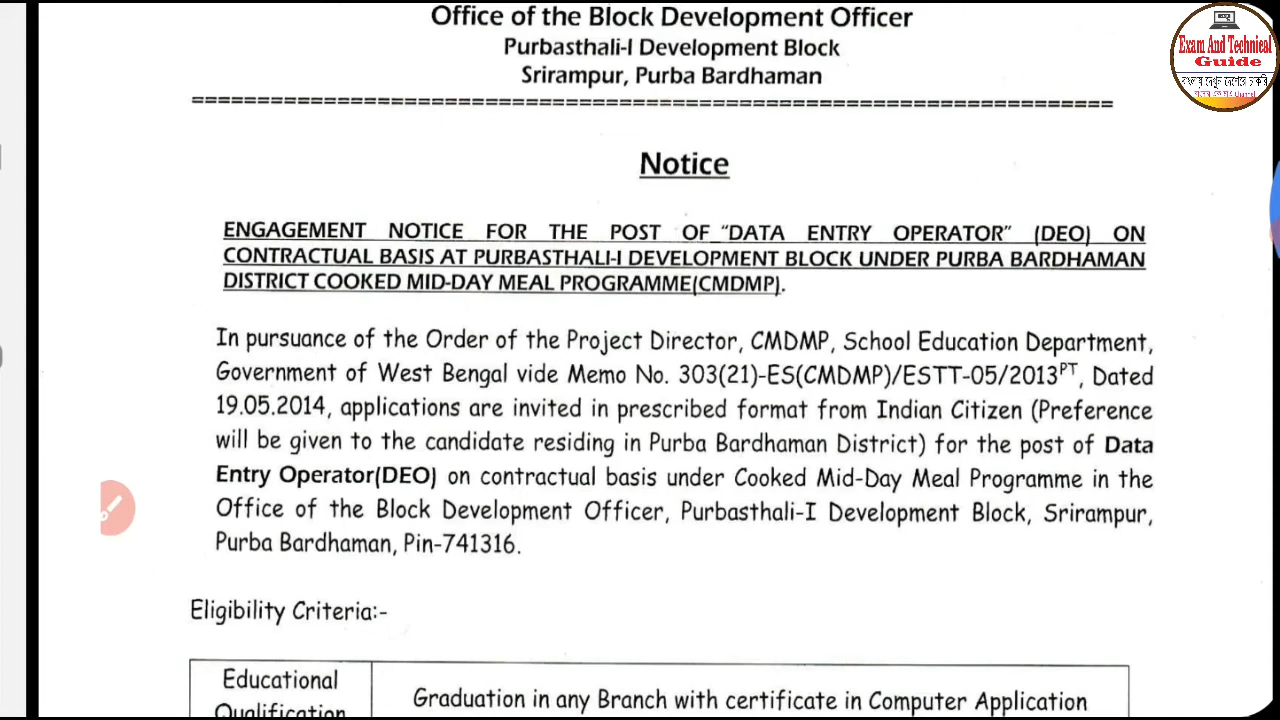 Office of the Block Development Officer
Purbasthali-I Development Block
Srirampur, Purba Bardhaman
Exam And Technical
Guide
=======================================================================
Notice
ENGAGEMENT NOTICE FOR THE POST OF “DATA ENTRY OPERATOR” (DEO) ON
CONTRACTUAL BASIS AT PURBASTHALI-I DEVELOPMENT BLOCK UNDER PURBA BARDHAMAN
DISTRICT COOKED MID-DAY MEAL PROGRAMME(CMDMP).
In pursuance of the Order of the Project Director, CMDMP, School Education Department,
Government of West Bengal vide Memo No. 303(21)-ES(CMDMP)/ESTT-05/2013PT, Dated
19.05.2014, applications are invited in prescribed format from Indian Citizen (Preference
will be given to the candidate residing in Purba Bardhaman District) for the post of Data
Entry Operator(DEO) on contractual basis under Cooked Mid-Day Meal Programme in the
Office of the Block Development Officer, Purbasthali-I Development Block, Srirampur,
Purba Bardhaman, Pin-741316.
Eligibility Criteria:-
Educational
Qualification
Graduation in any Branch with certificate in Computer Application